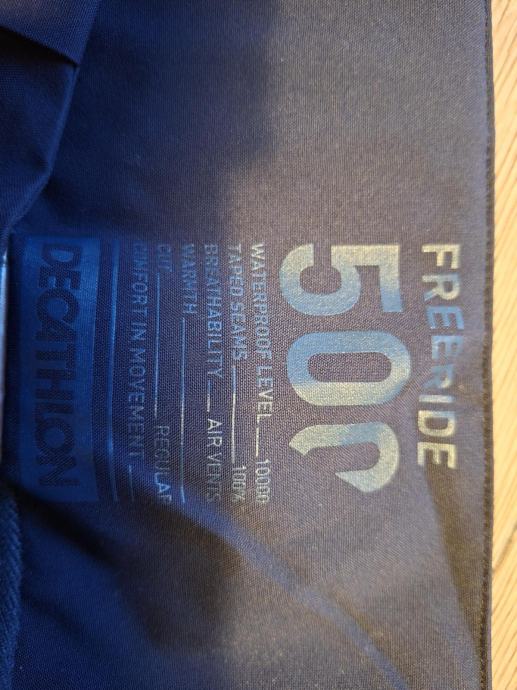 FREERIDE
500
WATERPROOF LEVEL 10000
TAPED SEAMS 100%
BREATHABILITY AIR VENTS
WARMTH
CUT REGULAR
COMFORT IN MOVEMENT
DECATHLON